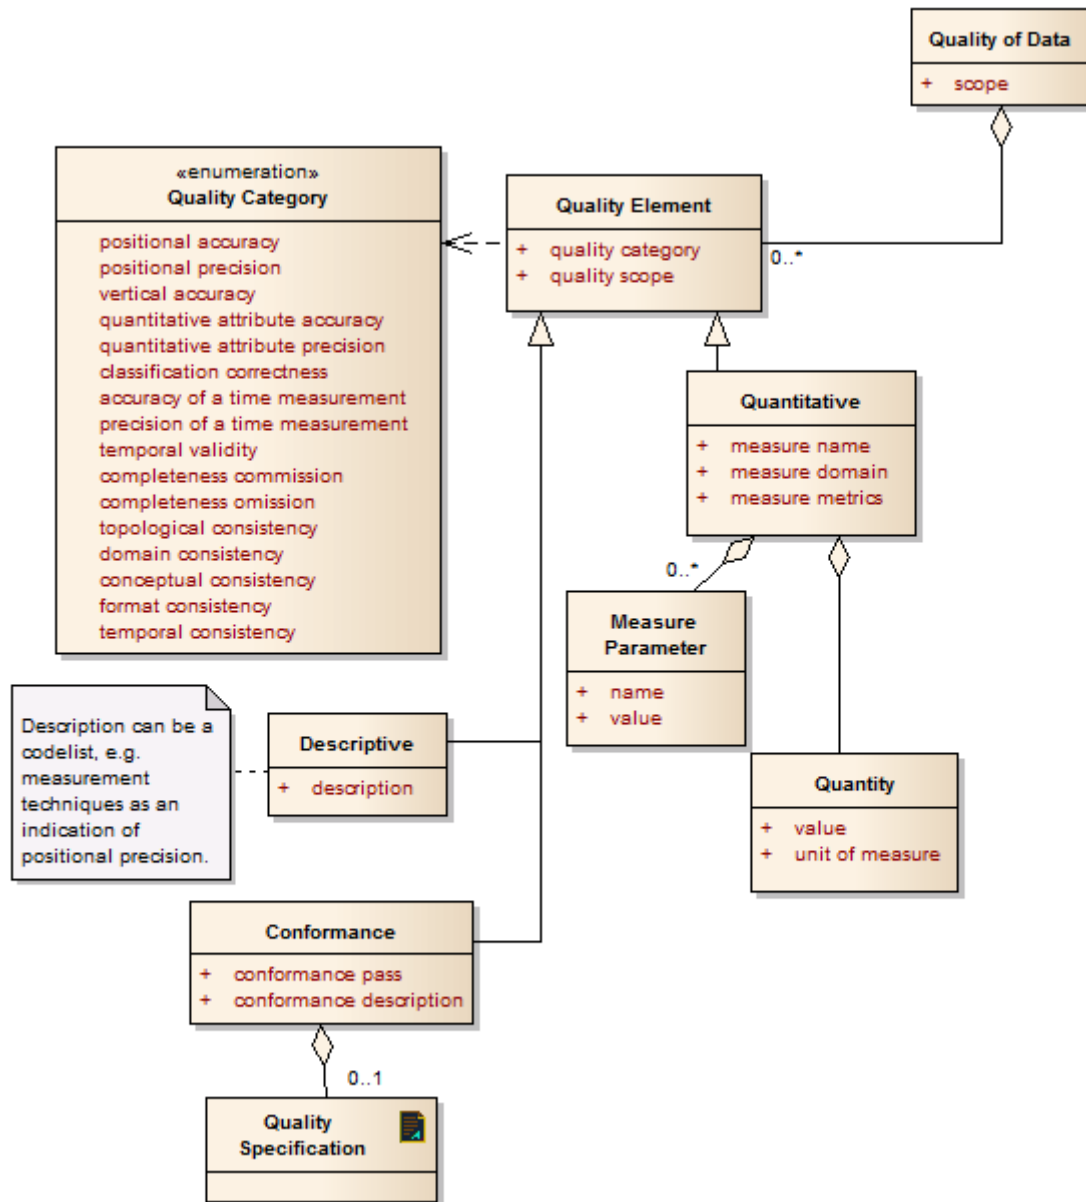 Quality of Data
+ scope
«enumeration»
Quality Category
positional accuracy
positional precision
vertical accuracy
quantitative attribute accuracy
quantitative attribute precision
classification correctness
accuracy of a time measurement
precision of a time measurement
temporal validity
completeness commission
completeness omission
topological consistency
domain consistency
conceptual consistency
format consistency
temporal consistency
Quality Element
+ quality category
+ quality scope
0..*
Quantitative
+ measure name
+ measure domain
+ measure metrics
0..*
Measure
Parameter
+ name
+ value
Description can be a
codelist, e.g.
measurement
techniques as an
indication of
positional precision.
Descriptive
+ description
Quantity
+ value
+ unit of measure
Conformance
+ conformance pass
+ conformance description
0..1
Quality
Specification